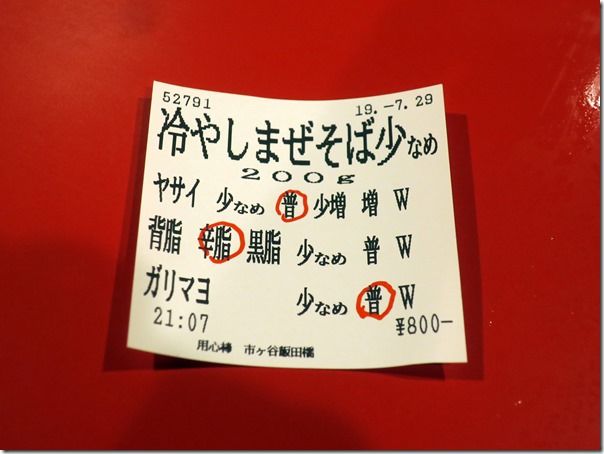 52791 19.-7.29
冷やしまぜそば少なめ
200g
ヤサイ 少なめ 普 少増 増 W
背脂 辛脂 黒脂 少なめ 普 W
ガリマヨ 少なめ 普 W
21:07 ¥800-
用心棒 市ヶ谷飯田橋